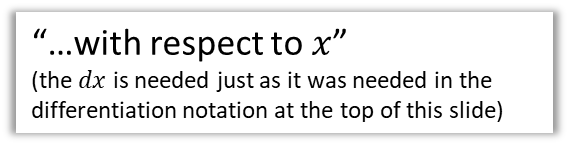 “...with respect to x”
(the dx is needed just as it was needed in the
differentiation notation at the top of this slide)